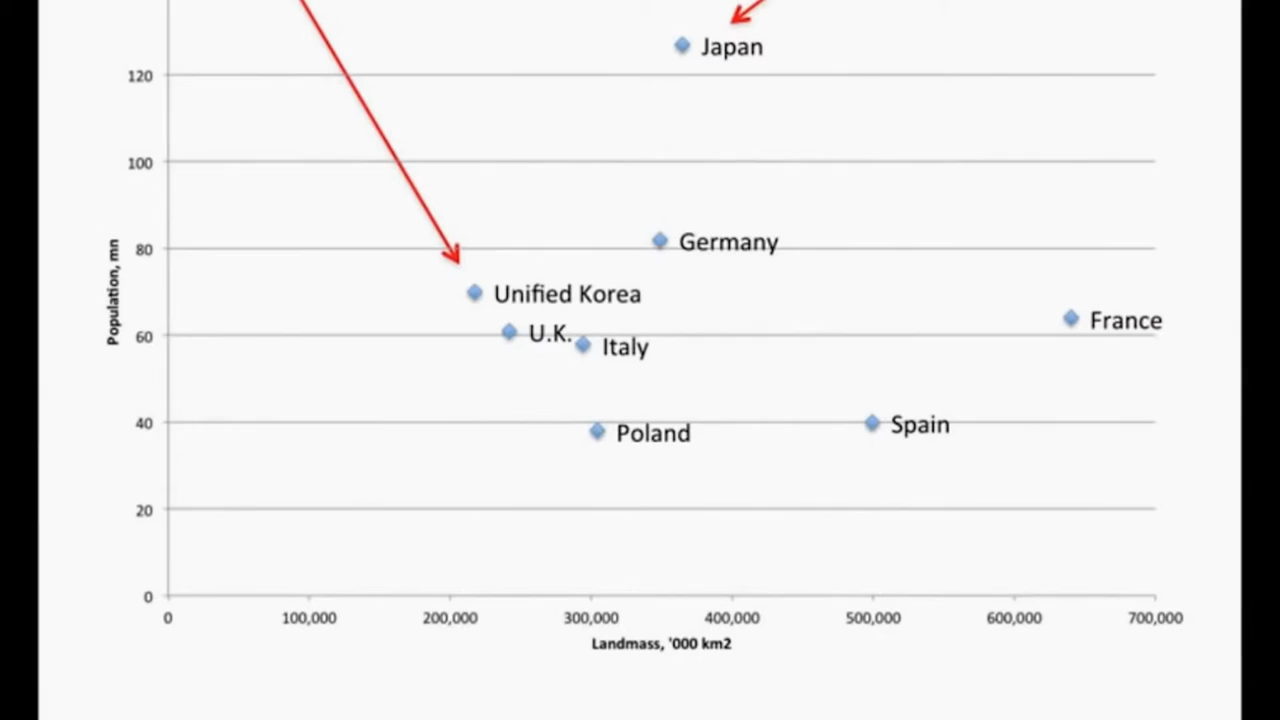 Japan
120
100
Germany
80
Unified Korea
France
U.K.
60
Italy
Spain
40
Poland
20
0
Population, mn
0 100,000 200,000 300,000 400,000 500,000 600,000 700,000
Landmass, '000 km2